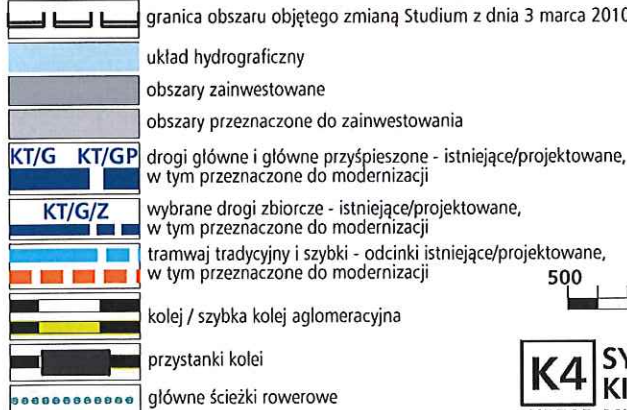 granica obszaru objętego zmianą Studium z dnia 3 marca 2010
układ hydrograficzny
obszary zainwestowane
obszary przeznaczone do zainwestowania
KT/G KT/GP drogi główne i główne przyśpieszone - istniejące/projektowane,
w tym przeznaczone do modernizacji
KT/G/Z wybrane drogi zbiorcze - istniejące/projektowane,
w tym przeznaczone do modernizacji
tramwaj tradycyjny i szybki - odcinki istniejące/projektowane,
w tym przeznaczone do modernizacji
500
kolej / szybka kolej aglomeracyjna
przystanki kolei
K4 SY
KI
główne ścieżki rowerowe